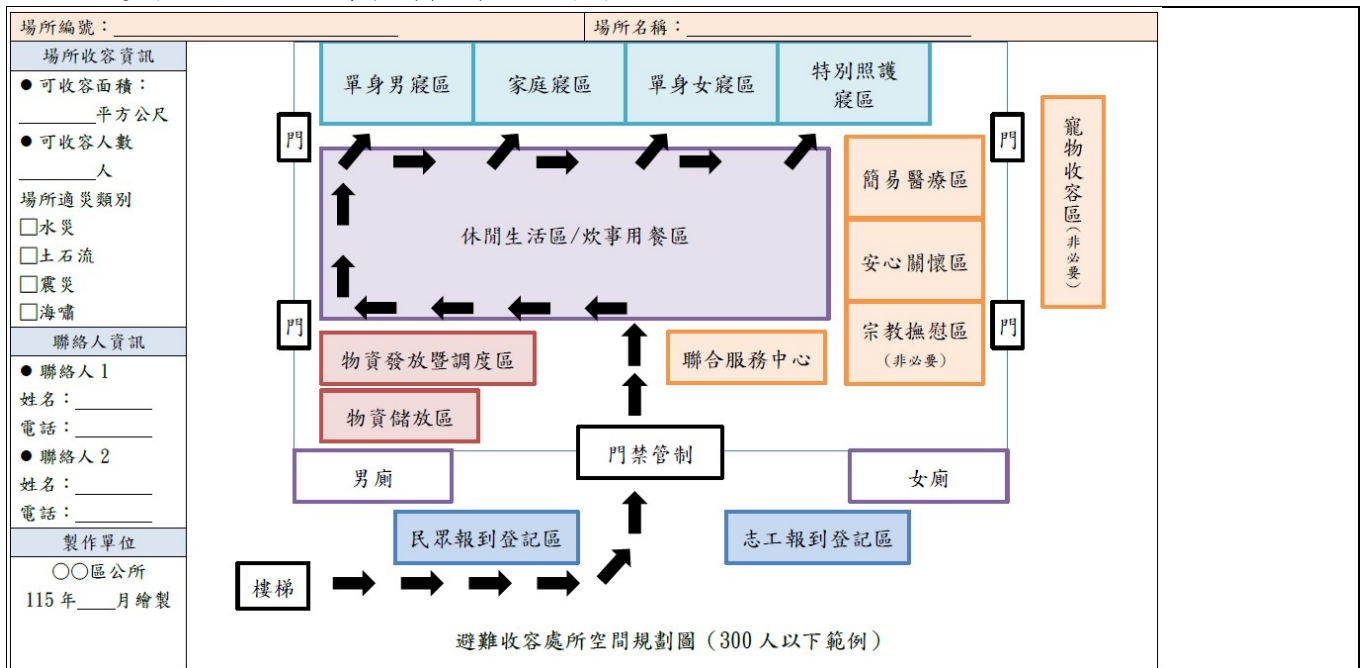 場所編號：
場所名稱：
場所收容資訊
● 可收容面積：
平方公尺
● 可收容人數
人
場所適災類別
□水災
□土石流
□震災
□海嘯
聯絡人資訊
● 聯絡人 1
姓名：
電話：
● 聯絡人 2
姓名：
電話：
製作單位
○○區公所
115 年____月繪製
單身男寢區
家庭寢區
單身女寢區
特別照護
寢區
門
門
寵物收容區(非必要)
簡易醫療區
休閒生活區/炊事用餐區
安心關懷區
門
門
宗教撫慰區
(非必要)
物資發放暨調度區
聯合服務中心
物資儲放區
門禁管制
男廁
女廁
民眾報到登記區
志工報到登記區
樓梯
避難收容處所空間規劃圖（300 人以下範例）